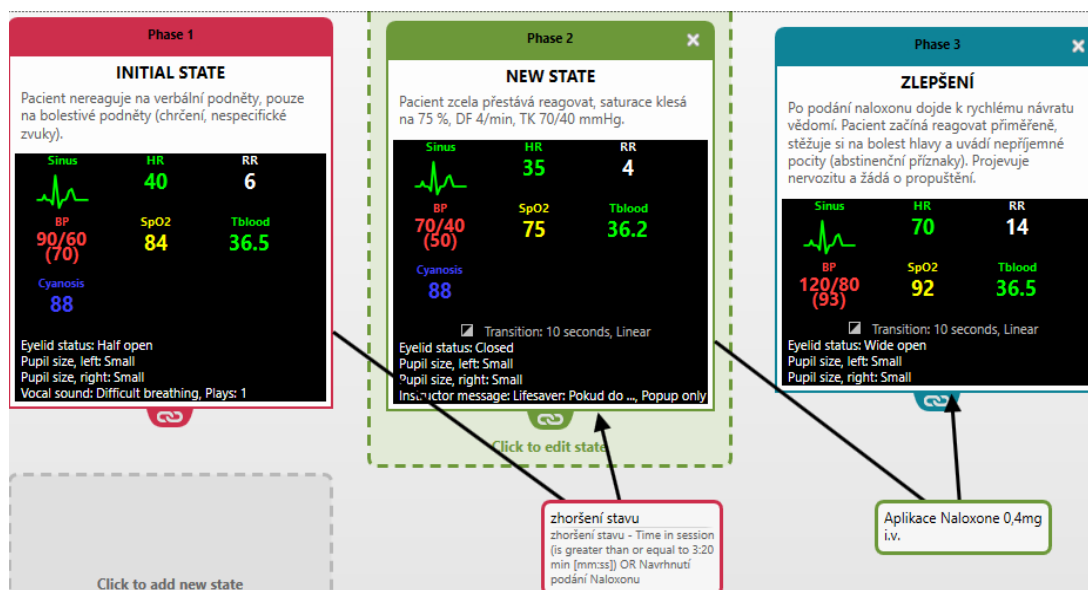 Phase 1
INITIAL STATE
Pacient nereaguje na verbální podněty, pouze
na bolestivé podněty (chrčení, nespecifické
zvuky).
Sinus HR RR
40 6
BP SpO2 Tblood
90/60 84 36.5
(70)
Cyanosis
88
Eyelid status: Half open
Pupil size, left: Small
Pupil size, right: Small
Vocal sound: Difficult breathing, Plays: 1
Click to add new state
Phase 2
NEW STATE
Pacient zcela přestává reagovat, saturace klesá
na 75 %, DF 4/min, TK 70/40 mmHg.
Sinus HR RR
35 4
BP SpO2 Tblood
70/40 75 36.2
(50)
Cyanosis
88
Transition: 10 seconds, Linear
Eyelid status: Closed
Pupil size, left: Small
Pupil size, right: Small
Instructor message: Lifesaver: Pokud do ..., Popup only
Click to edit state
zhoršení stavu
zhoršení stavu - Time in session
(is greater than or equal to 3:20
min [mm:ss]) OR Navrhnutí
podání Naloxonu
Phase 3
ZLEPŠENÍ
Po podání naloxonu dojde k rychlému návratu
vědomí. Pacient začíná reagovat přiměřeně,
stěžuje si na bolest hlavy a uvádí nepříjemné
pocity (abstinenční příznaky). Projevuje
nervozitu a žádá o propuštění.
Sinus HR RR
70 14
BP SpO2 Tblood
120/80 92 36.5
(93)
Transition: 10 seconds, Linear
Eyelid status: Wide open
Pupil size, left: Small
Pupil size, right: Small
Aplikace Naloxone 0,4mg
i.v.